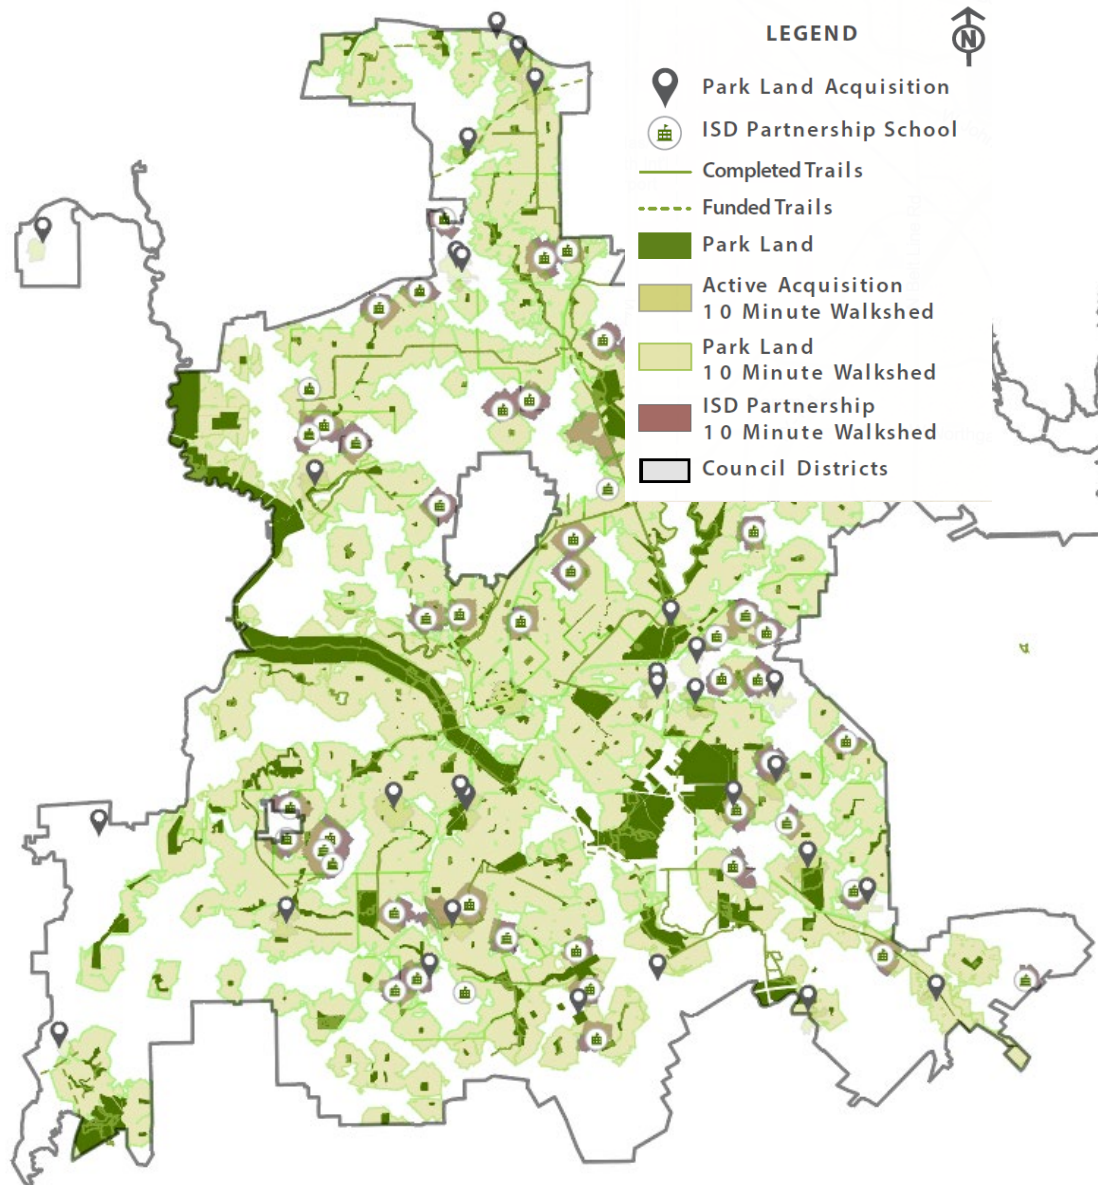 LEGEND
N
Park Land Acquisition
ISD Partnership School
Completed Trails
Funded Trails
Park Land
Active Acquisition
10 Minute Walkshed
Park Land
10 Minute Walkshed
ISD Partnership
10 Minute Walkshed
Council Districts